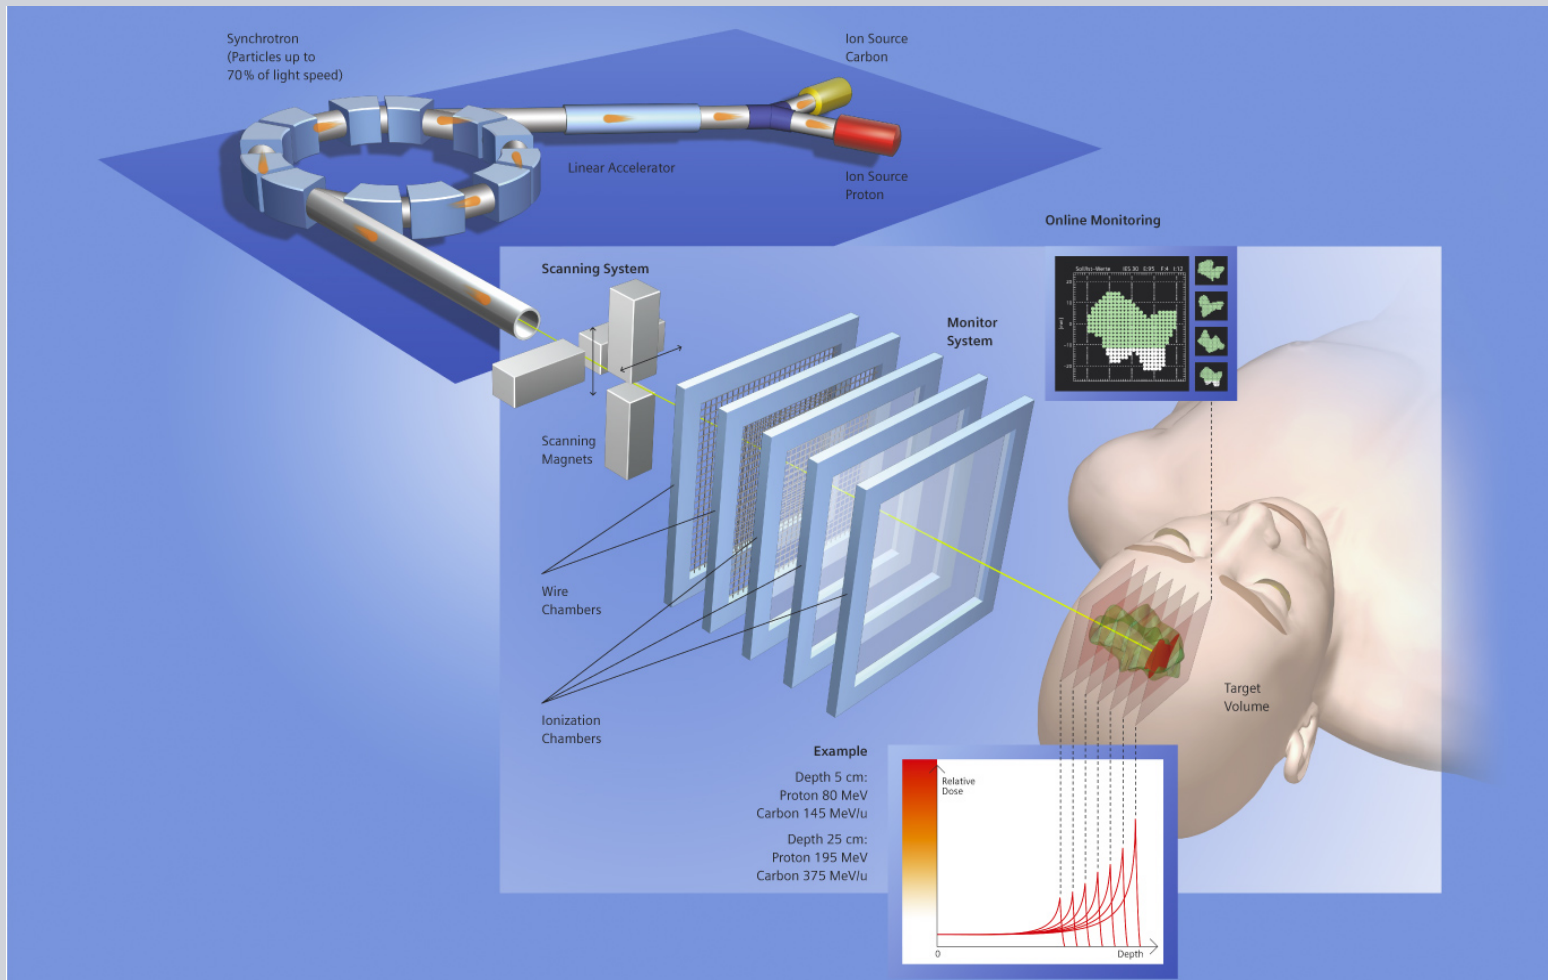 Synchrotron
(Particles up to
70% of light speed)
Ion Source
Carbon
Linear Accelerator
Ion Source
Proton
Online Monitoring
Scanning System
Monitor
System
Scanning
Magnets
Wire
Chambers
Ionization
Chambers
Target
Volume
Example
Depth 5 cm:
Proton 80 MeV
Carbon 145 MeV/u
Depth 25 cm:
Proton 195 MeV
Carbon 375 MeV/u
Relative
Dose
0
Depth